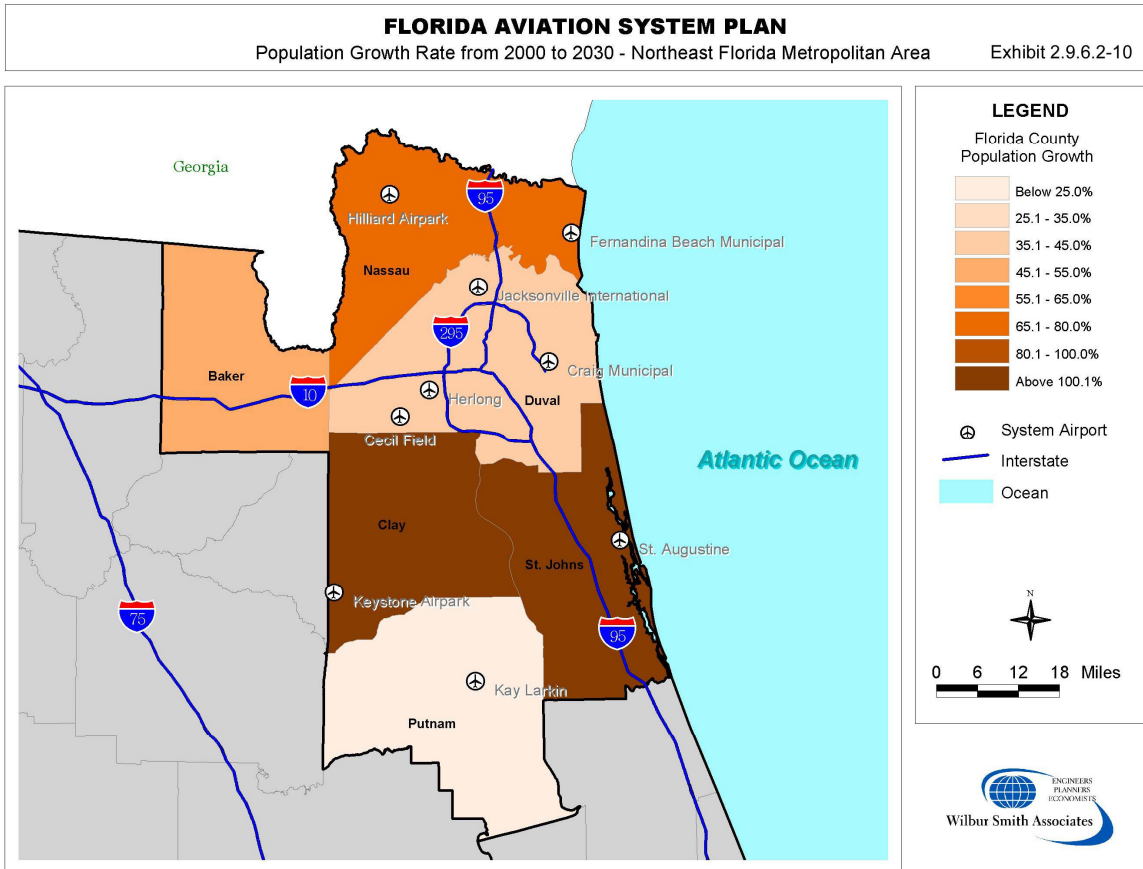 FLORIDA AVIATION SYSTEM PLAN
Population Growth Rate from 2000 to 2030 - Northeast Florida Metropolitan Area
Exhibit 2.9.6.2-10
Georgia
95
Hilliard Airpark
Fernandina Beach Municipal
Nassau
Jacksonville International
295
Baker
10
Craig Municipal
Herlong
Duval
Cecil Field
Atlantic Ocean
Clay
St. Augustine
St. Johns
Keystone Airpark
75
95
Kay Larkin
Putnam
LEGEND
Florida County
Population Growth
Below 25.0%
25.1 - 35.0%
35.1 - 45.0%
45.1 - 55.0%
55.1 - 65.0%
65.1 - 80.0%
80.1 - 100.0%
Above 100.1%
System Airport
Interstate
Ocean
N
0 6 12 18 Miles
ENGINEERS
PLANNERS
ECONOMISTS
Wilbur Smith Associates